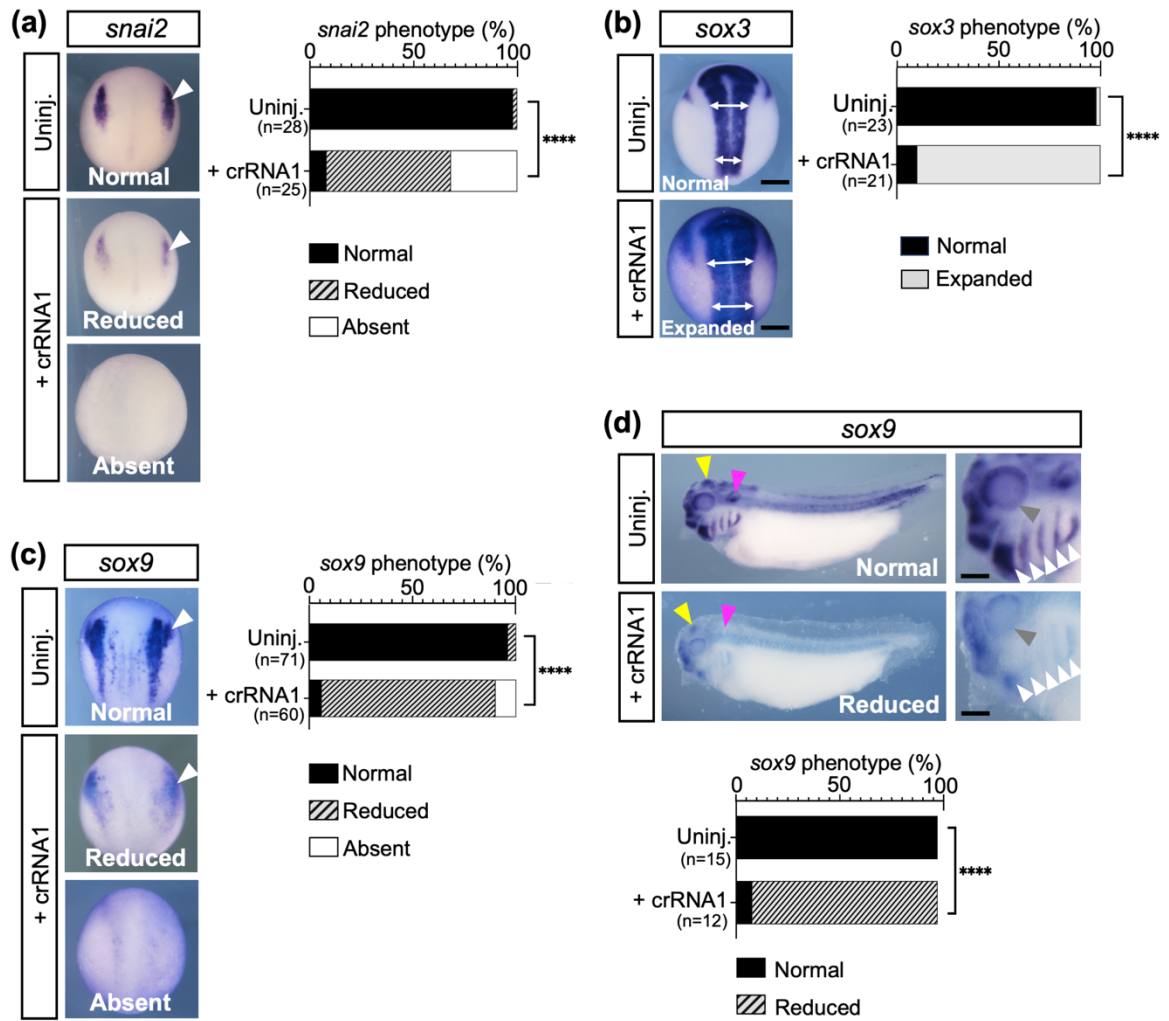 (a)
snai2
Uninj.
Normal
+ crRNA1
Reduced
Absent
snai2 phenotype (%)
0 50 100
Uninj.
(n=28)
+ crRNA1
(n=25)
****
Normal
Reduced
Absent
(b)
sox3
Uninj.
Normal
+ crRNA1
Expanded
sox3 phenotype (%)
0 50 100
Uninj.
(n=23)
+ crRNA1
(n=21)
****
Normal
Expanded
(c)
sox9
Uninj.
Normal
+ crRNA1
Reduced
Absent
sox9 phenotype (%)
0 50 100
Uninj.
(n=71)
+ crRNA1
(n=60)
****
Normal
Reduced
Absent
(d)
sox9
Uninj.
Normal
+ crRNA1
Reduced
sox9 phenotype (%)
0 50 100
Uninj.
(n=15)
+ crRNA1
(n=12)
****
Normal
Reduced